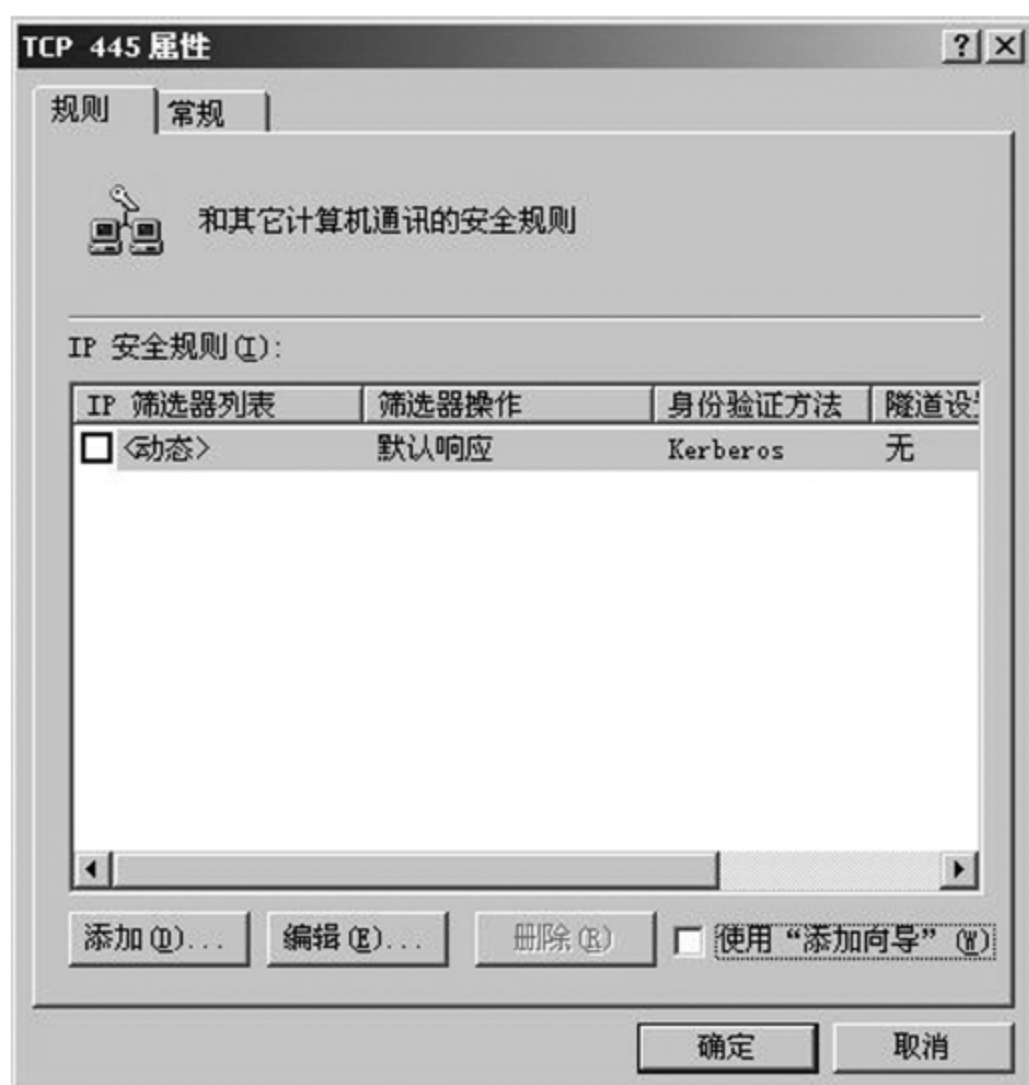 TCP 445 属性
规则 常规
和其它计算机通讯的安全规则
IP 安全规则(I):
IP 筛选器列表 筛选器操作 身份验证方法 隧道设
<动态> 默认响应 Kerberos 无
添加(D)... 编辑(E)... 删除(R) 使用“添加向导”(W)
确定 取消